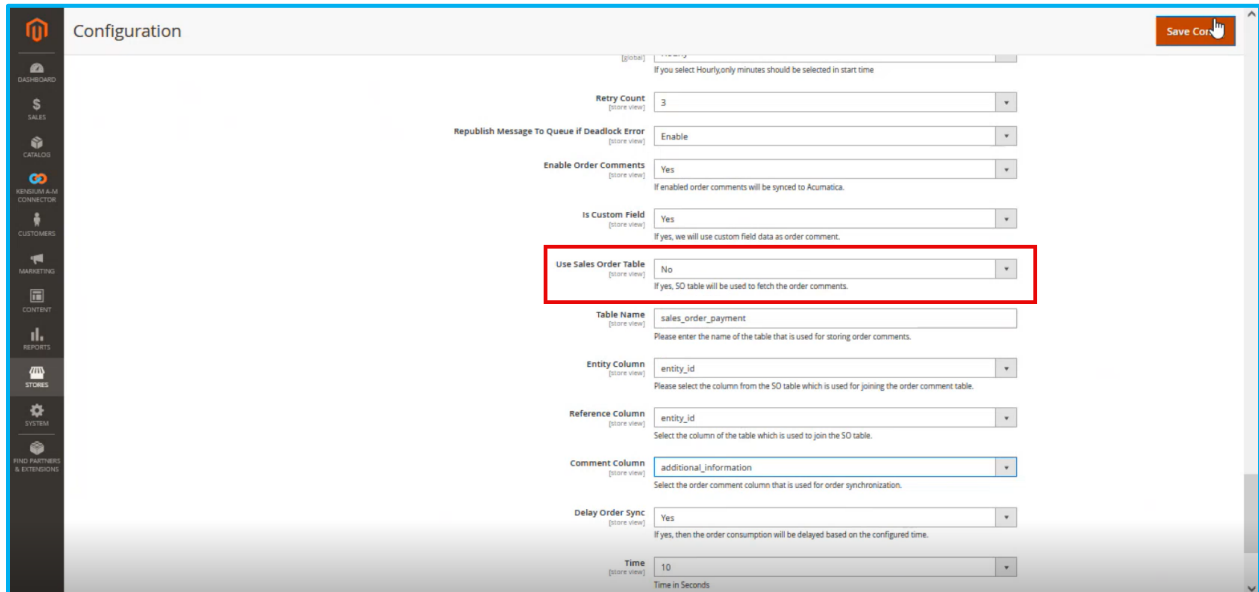 Configuration
Save Con
DASHBOARD
$
SALES
CATALOG
KENSIUM A-M
CONNECTOR
CUSTOMERS
MARKETING
CONTENT
REPORTS
STORES
SYSTEM
FIND PARTNERS
& EXTENSIONS
[global]
If you select Hourly,only minutes should be selected in start time
Retry Count
[store view]
3
Republish Message To Queue if Deadlock Error
[store view]
Enable
Enable Order Comments
[store view]
Yes
If enabled order comments will be synced to Acumatica.
Is Custom Field
[store view]
Yes
If yes, we will use custom field data as order comment.
Use Sales Order Table
[store view]
No
If yes, SO table will be used to fetch the order comments.
Table Name
[store view]
sales_order_payment
Please enter the name of the table that is used for storing order comments.
Entity Column
[store view]
entity_id
Please select the column from the SO table which is used for joining the order comment table.
Reference Column
[store view]
entity_id
Select the column of the table which is used to join the SO table.
Comment Column
[store view]
additional_information
Select the order comment column that is used for order synchronization.
Delay Order Sync
[store view]
Yes
If yes, then the order consumption will be delayed based on the configured time.
Time
[store view]
10
Time in Seconds